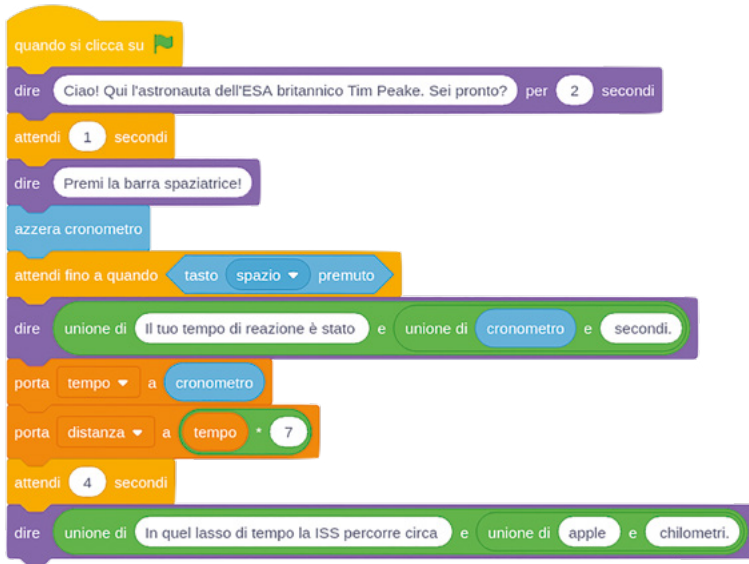 quando si clicca su
dire Ciao! Qui l'astronauta dell'ESA britannico Tim Peake. Sei pronto? per 2 secondi
attendi 1 secondi
dire Premi la barra spaziatrice!
azzera cronometro
attendi fino a quando tasto spazio premuto
dire unione di Il tuo tempo di reazione è stato e unione di cronometro e secondi.
porta tempo a cronometro
porta distanza a tempo * 7
attendi 4 secondi
dire unione di In quel lasso di tempo la ISS percorre circa e unione di apple e chilometri.